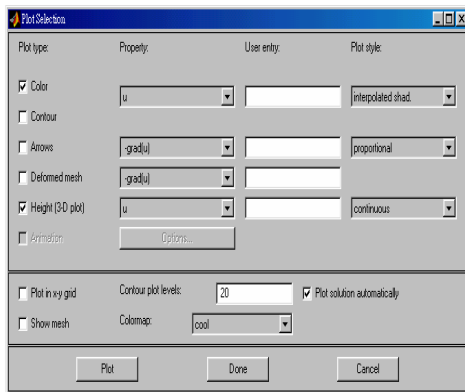 Plot Selection
Plot type: Property: User entry: Plot style:
Color u interpolated shad.
Contour
Arrows -grad(u) proportional
Deformed mesh -grad(u)
Height (3-D plot) u continuous
Animation Options...
Plot in x-y grid Contour plot levels: 20 Plot solution automatically
Show mesh Colormap: cool
Plot Done Cancel